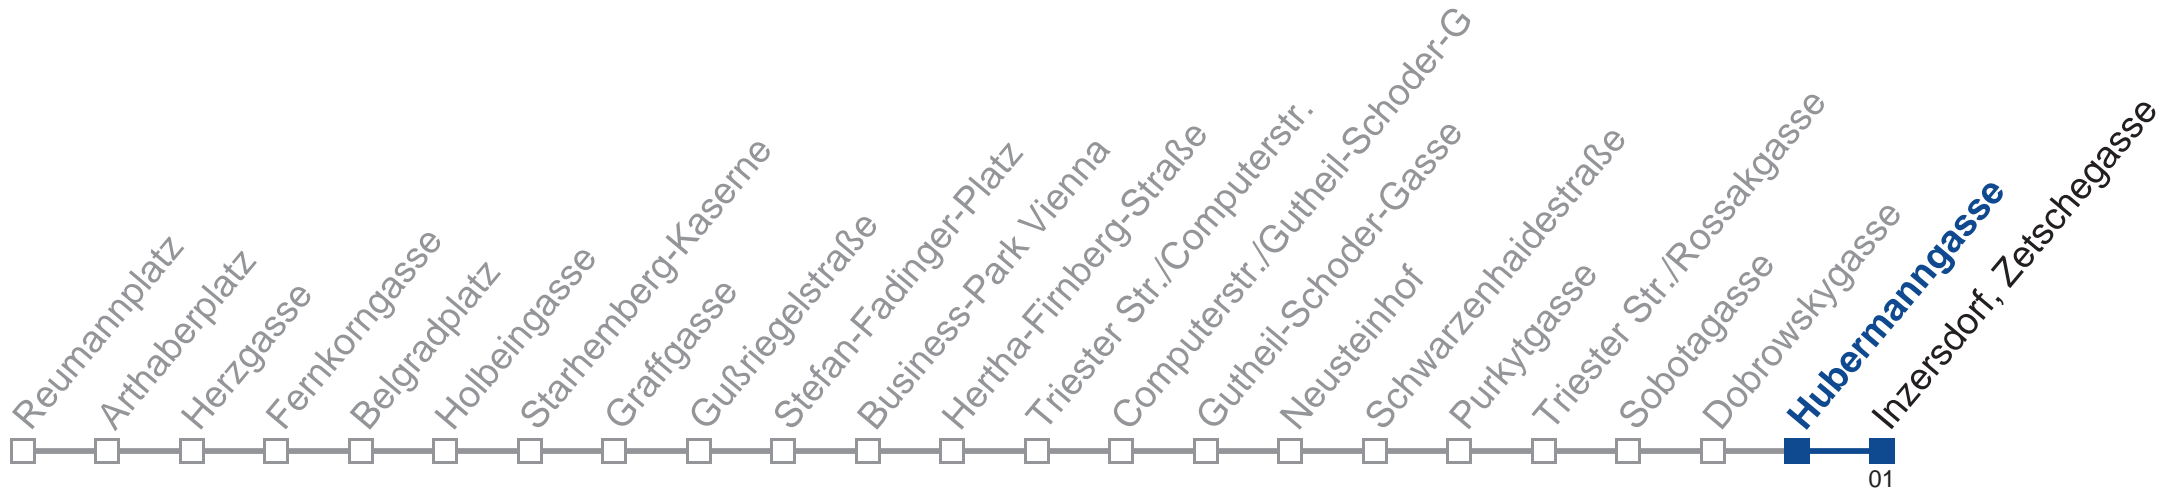 Reumannplatz
Arthaberplatz
Herzgasse
Fernkorngasse
Belgradplatz
Holbeingasse
Starhemberg-Kaserne
Graffgasse
Gußriegelstraße
Stefan-Fadinger-Platz
Business-Park Vienna
Hertha-Firnberg-Straße
Triester Str./Computerstr.
Computerstr./Gutheil-Schoder-G
Gutheil-Schoder-Gasse
Neusteinhof
Schwarzenhaidestraße
Purkytgasse
Triester Str./Rossakgasse
Sobotagasse
Dobrowskygasse
Hubermanngasse
Inzersdorf, Zetschegasse
01